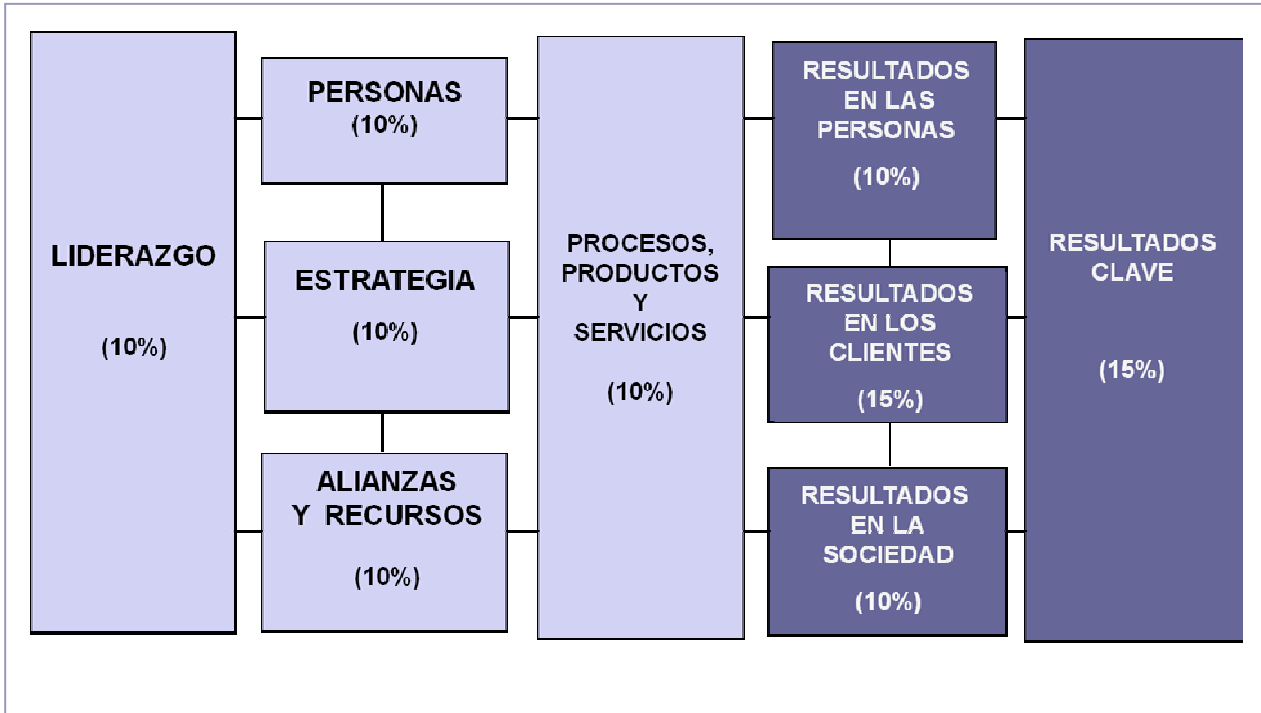 LIDERAZGO
(10%)
PERSONAS
(10%)
ESTRATEGIA
(10%)
ALIANZAS
Y RECURSOS
(10%)
PROCESOS,
PRODUCTOS
Y
SERVICIOS
(10%)
RESULTADOS
EN LAS
PERSONAS
(10%)
RESULTADOS
EN LOS
CLIENTES
(15%)
RESULTADOS
EN LA
SOCIEDAD
(10%)
RESULTADOS
CLAVE
(15%)